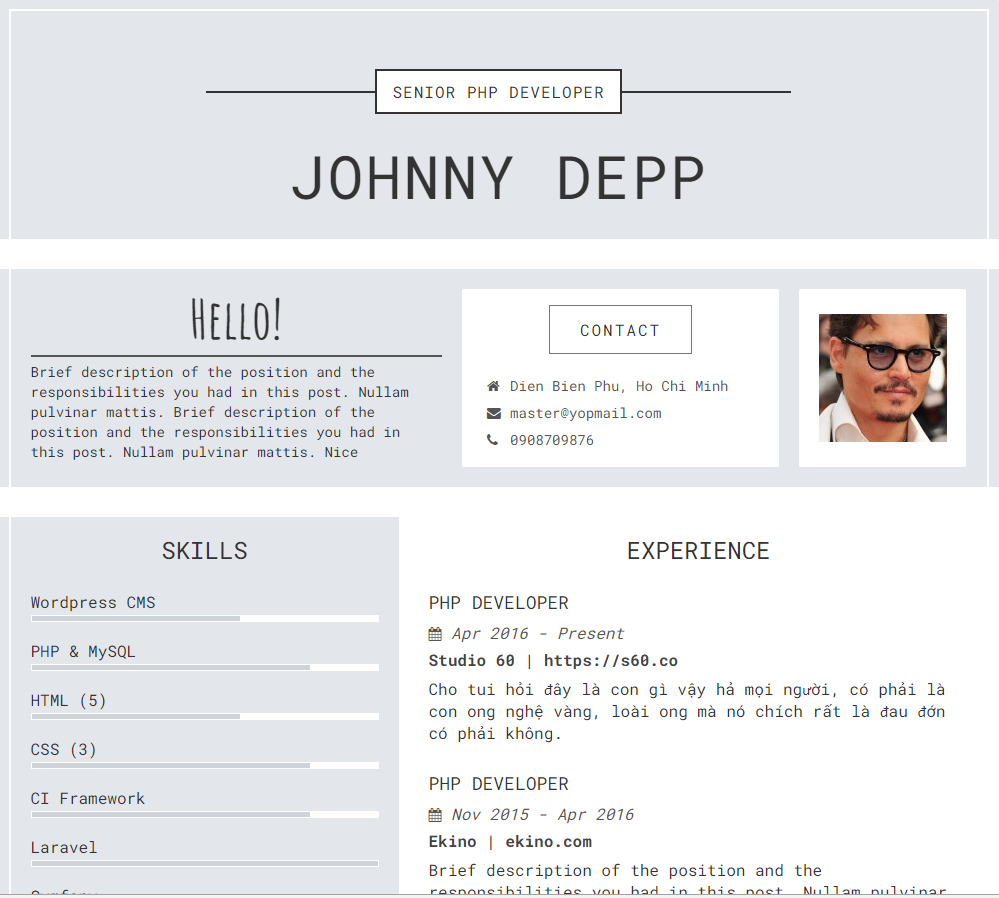 SENIOR PHP DEVELOPER
JOHNNY DEPP
Hello!
Brief description of the position and the
responsibilities you had in this post. Nullam
pulvinar mattis. Brief description of the
position and the responsibilities you had in
this post. Nullam pulvinar mattis. Nice
CONTACT
Dien Bien Phu, Ho Chi Minh
master@yopmail.com
0908709876
SKILLS
Wordpress CMS
PHP & MySQL
HTML (5)
CSS (3)
CI Framework
Laravel
EXPERIENCE
PHP DEVELOPER
Apr 2016 - Present
Studio 60 | https://s60.co
Cho tui hỏi đây là con gì vậy hả mọi người, có phải là
con ong nghệ vàng, loài ong mà nó chích rất là đau đớn
có phải không.
PHP DEVELOPER
Nov 2015 - Apr 2016
Ekino | ekino.com
Brief description of the position and the
responsibilities you had in this post. Nullam pulvinar